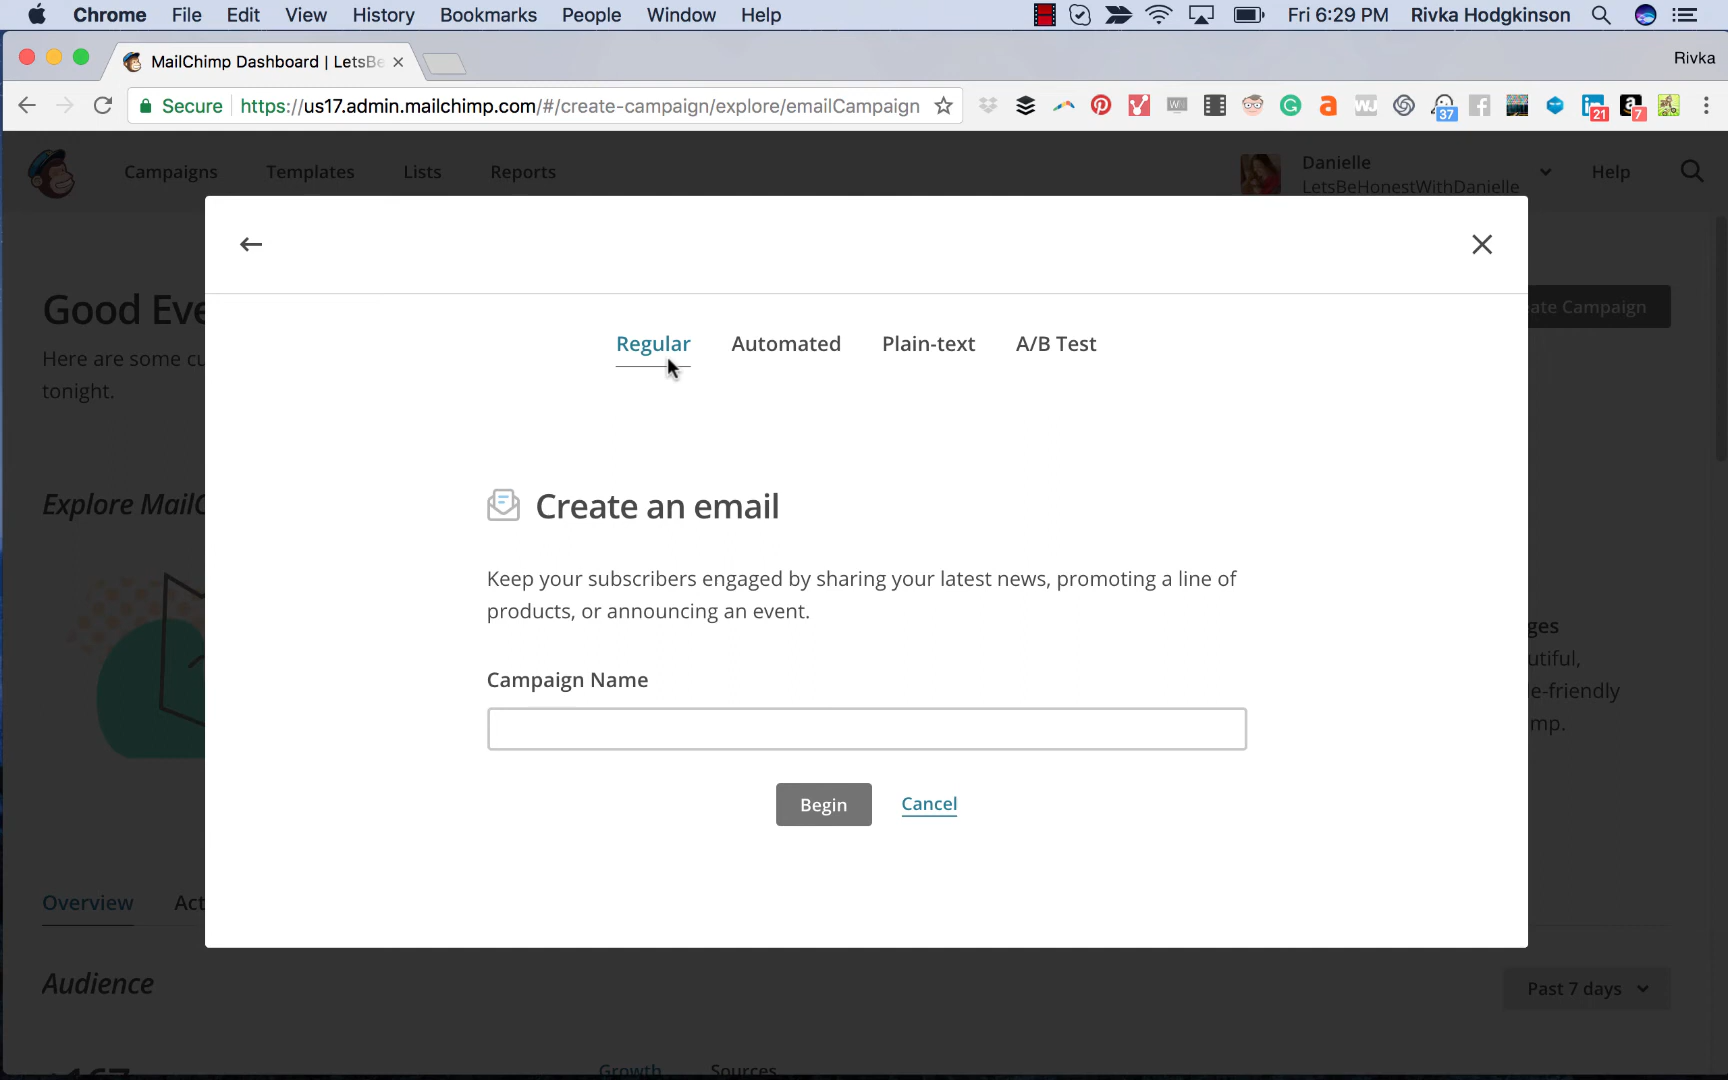 Chrome File Edit View History Bookmarks People Window Help Fri 6:29 PM Rivka Hodgkinson
MailChimp Dashboard | LetsBe Rivka
Secure https://us17.admin.mailchimp.com/#/create-campaign/explore/emailCampaign 37 21 7
Campaigns Templates Lists Reports Danielle Help
LetsBeHonestWithDanielle
Good Eve
ate Campaign
Here are some cu
tonight.
Regular Automated Plain-text A/B Test
Explore MailC
Create an email
Keep your subscribers engaged by sharing your latest news, promoting a line of
products, or announcing an event.
ges
utiful,
e-friendly
mp.
Campaign Name
Begin Cancel
Overview Act
Audience
Past 7 days
Growth Sources